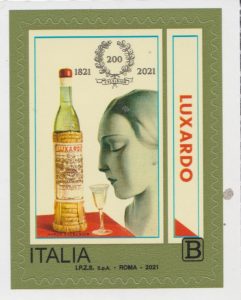 1821 200 2021
LUXARDO
LUXARDO
ITALIA
B
I.P.Z.S. S.p.A. - ROMA - 2021